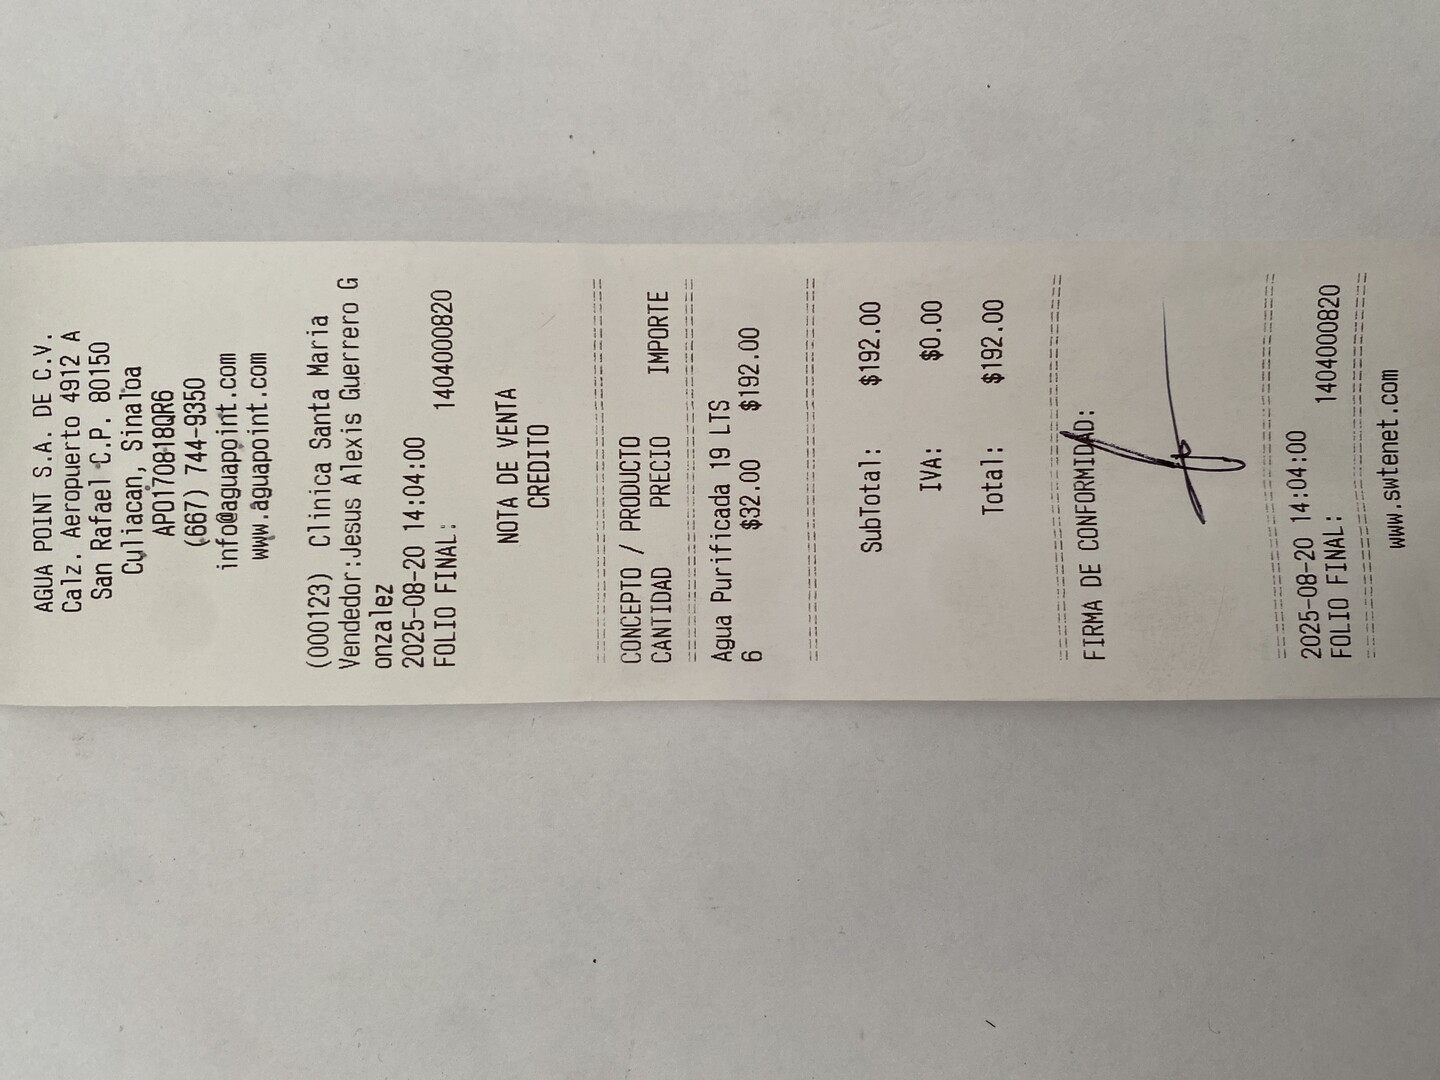 AGUA POINT S.A. DE C.V.
Calz. Aeropuerto 4912 A
San Rafael C.P. 80150
Culiacan, Sinaloa
APO170818QR6
(667) 744-9350
info@aguapoint.com
www.aguapoint.com
(000123) Clinica Santa Maria
Vendedor:Jesus Alexis Guerrero G
onzalez
2025-08-20 14:04:00
FOLIO FINAL: 1404000820
NOTA DE VENTA
CREDITO
CONCEPTO / PRODUCTO
CANTIDAD PRECIO IMPORTE
Agua Purificada 19 LTS
6 $32.00 $192.00
SubTotal: $192.00
IVA: $0.00
Total: $192.00
FIRMA DE CONFORMIDAD:
2025-08-20 14:04:00
FOLIO FINAL: 1404000820
www.swtenet.com